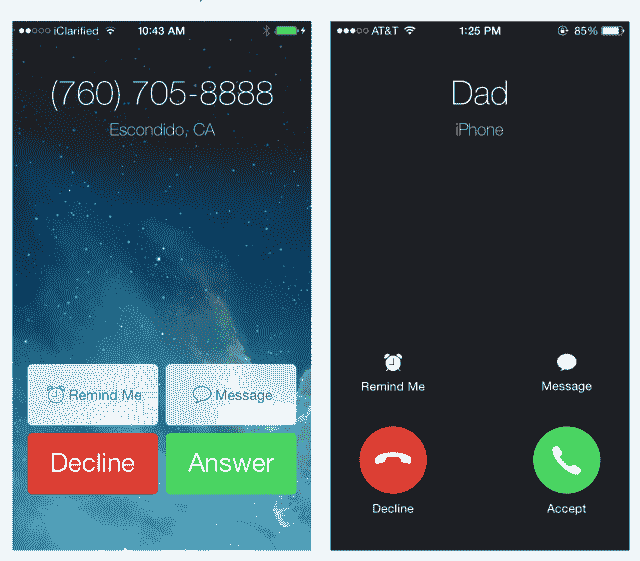 iClarified 10:43 AM
(760) 705-8888
Escondido, CA
Remind Me Message
Decline Answer
AT&T 1:25 PM 85%
Dad
iPhone
Remind Me Message
Decline Accept